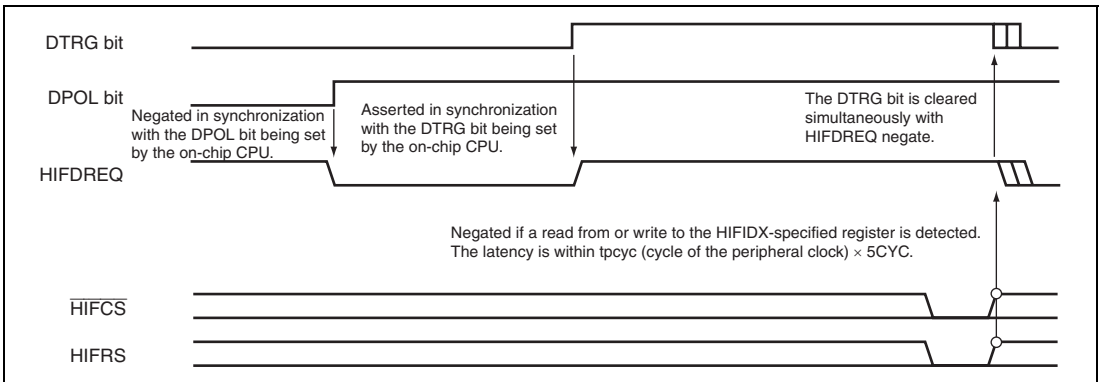 DTRG bit
DPOL bit
Negated in synchronization
with the DPOL bit being set
by the on-chip CPU.
Asserted in synchronization
with the DTRG bit being set
by the on-chip CPU.
The DTRG bit is cleared
simultaneously with
HIFDREQ negate.
HIFDREQ
Negated if a read from or write to the HIFIDX-specified register is detected.
The latency is within tpcyc (cycle of the peripheral clock) × 5CYC.
HIFCS
HIFRS